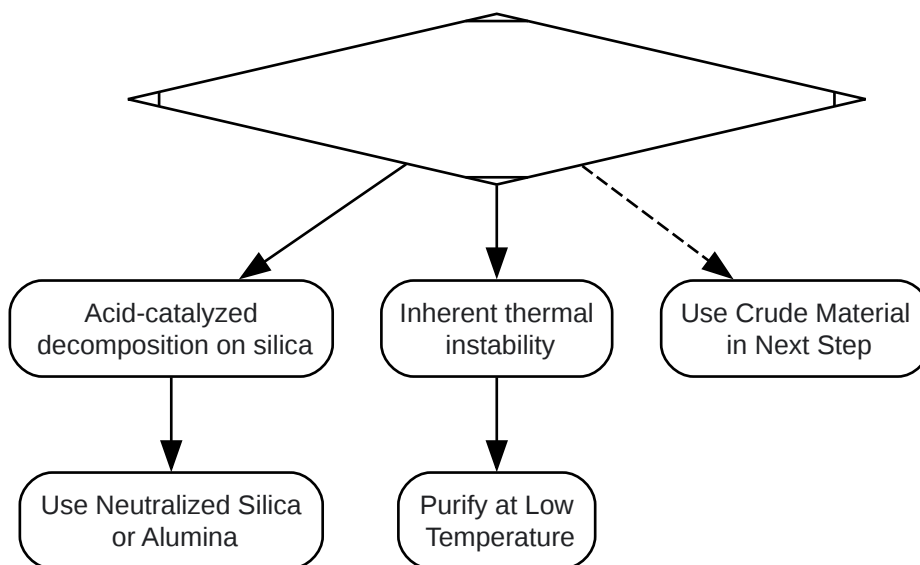 Acid-catalyzed
decomposition on silica
Inherent thermal
instability
Use Crude Material
in Next Step
Use Neutralized Silica
or Alumina
Purify at Low
Temperature